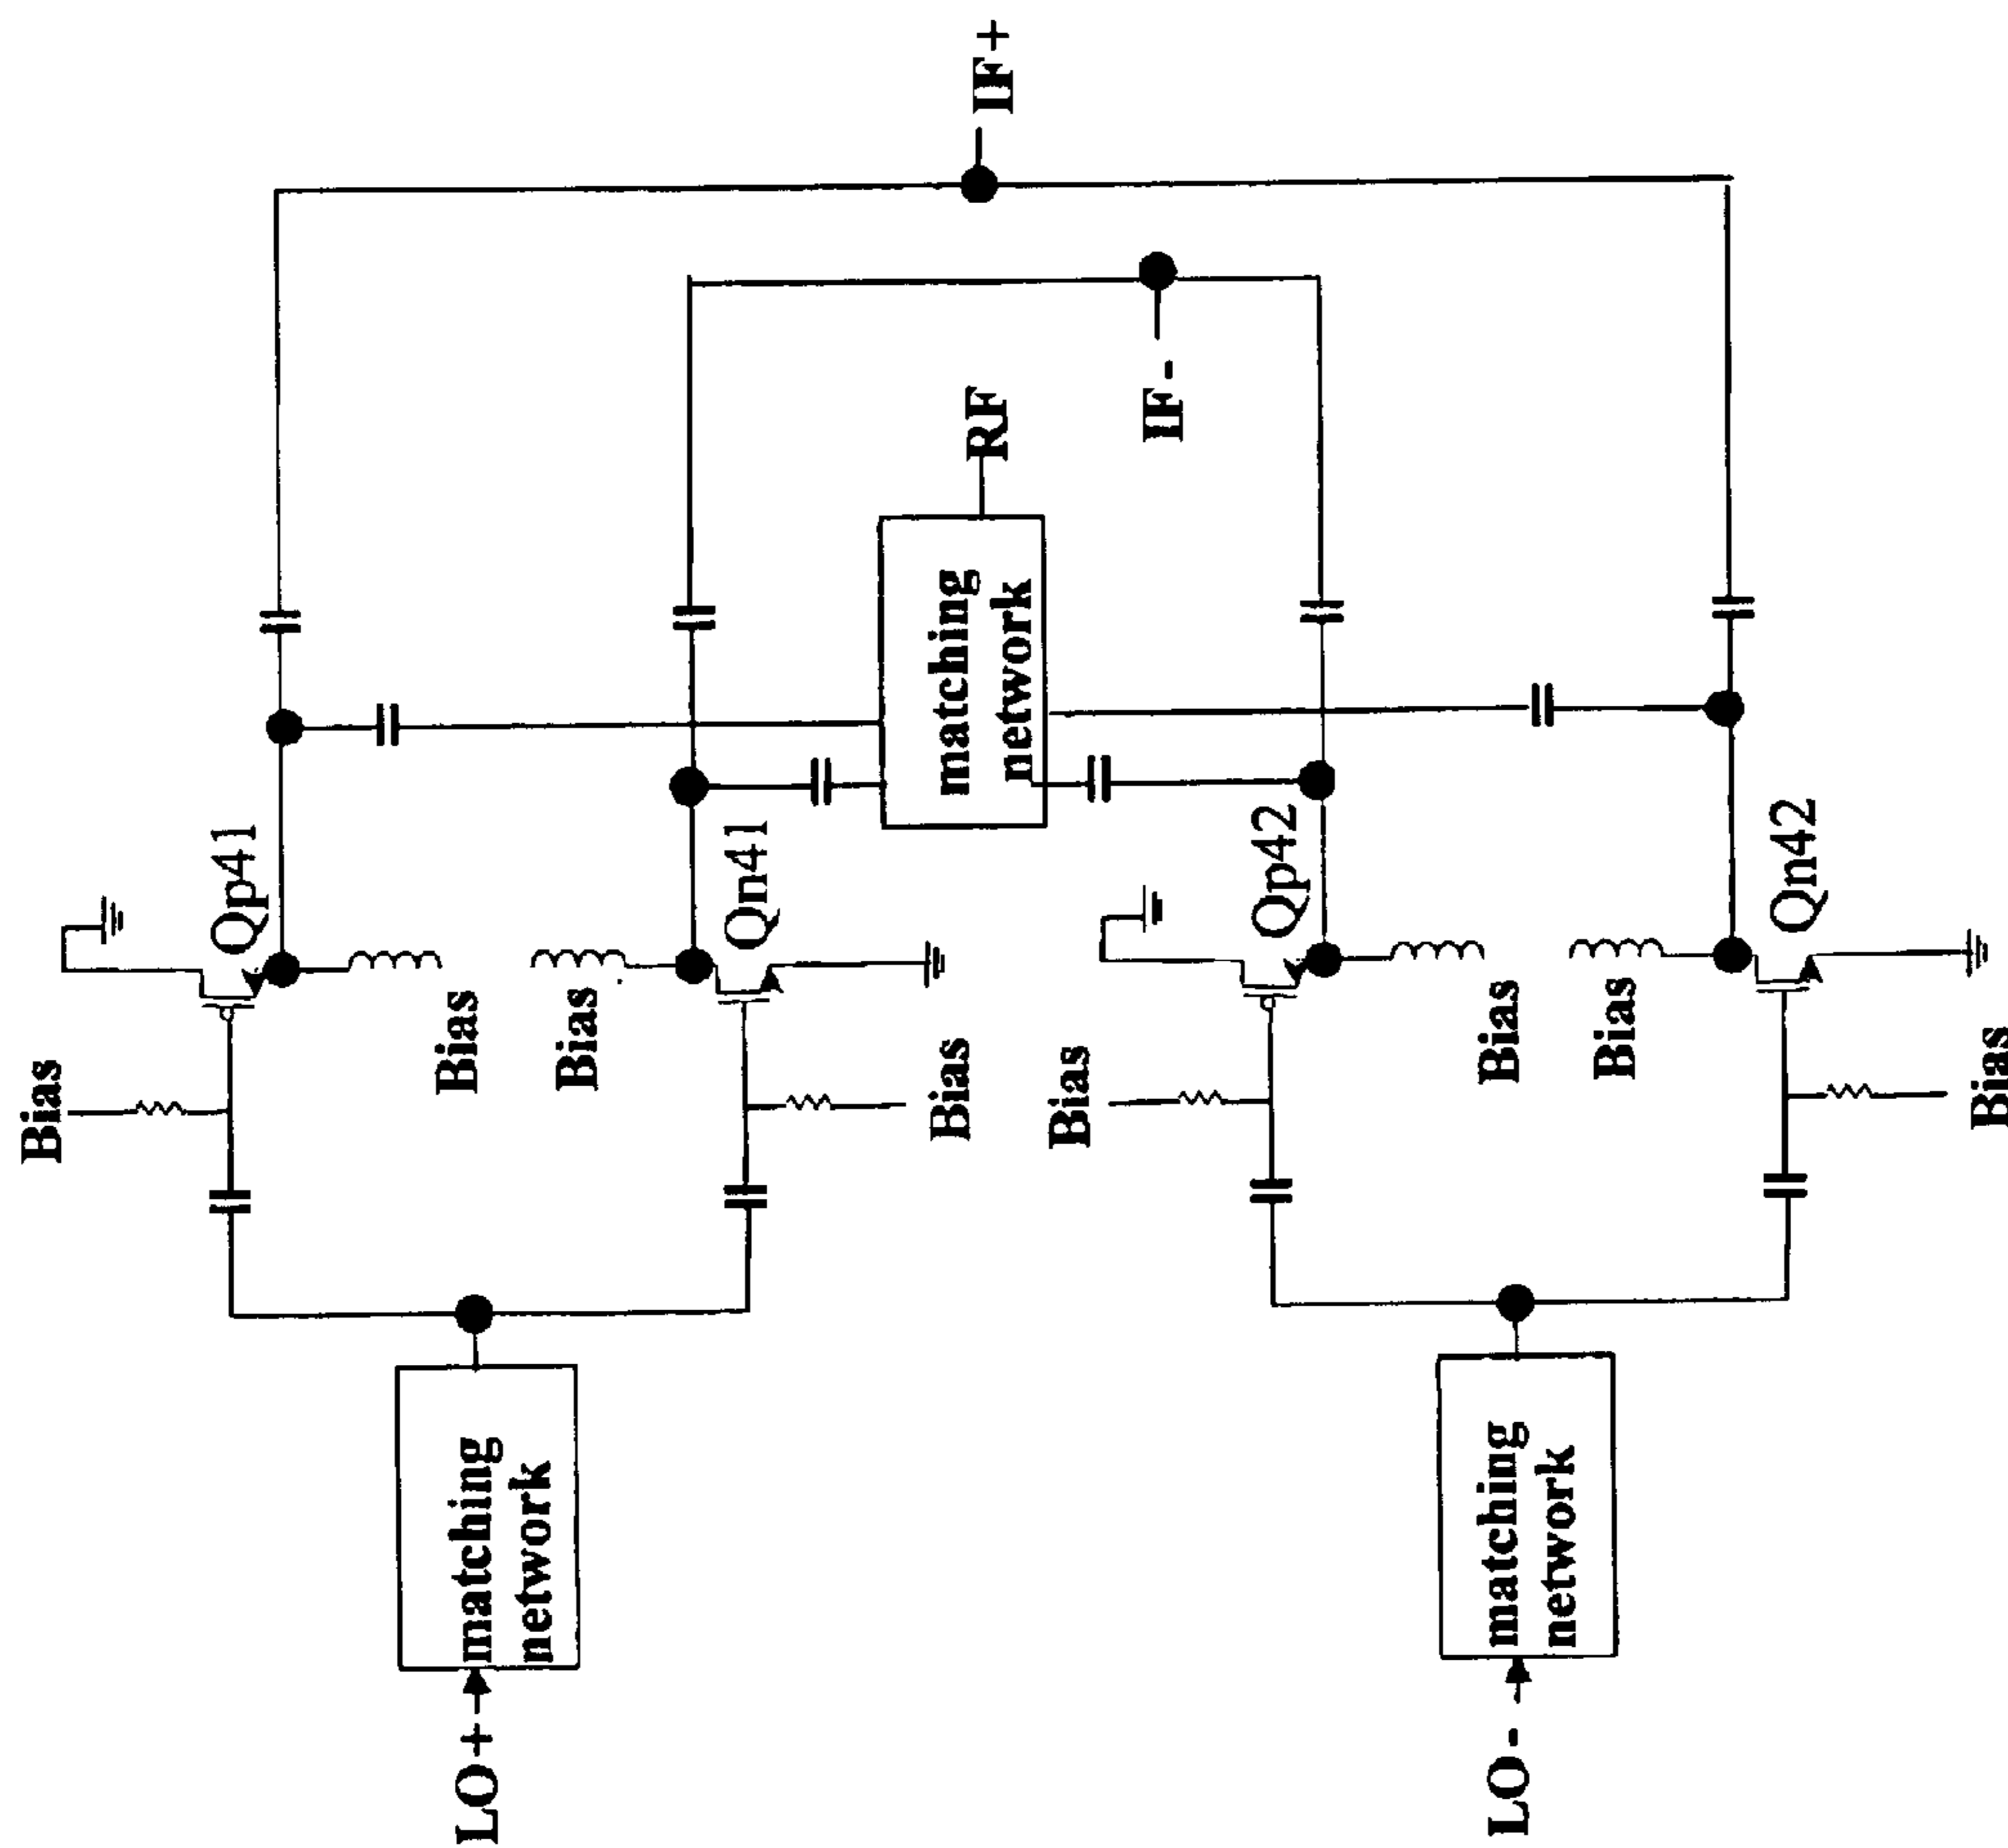 LO+
matching
network
Bias
Bias
Qp41
Bias
Bias
Qn41
IF+
RF
matching
network
IF-
LO-
matching
network
Bias
Bias
Qp42
Bias
Bias
Qn42